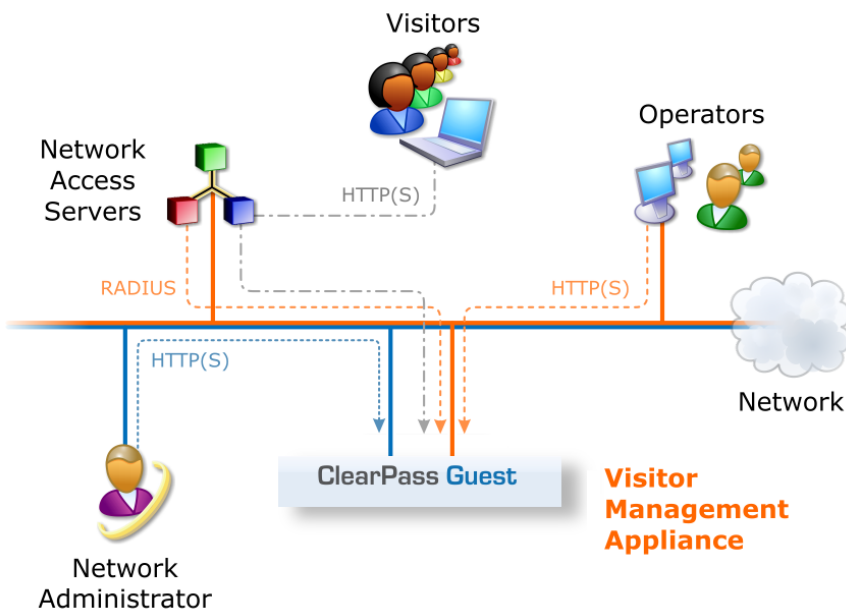 Visitors
Operators
Network
Access
Servers
HTTP(S)
RADIUS
HTTP(S)
HTTP(S)
Network
ClearPass Guest
Visitor
Management
Appliance
Network
Administrator